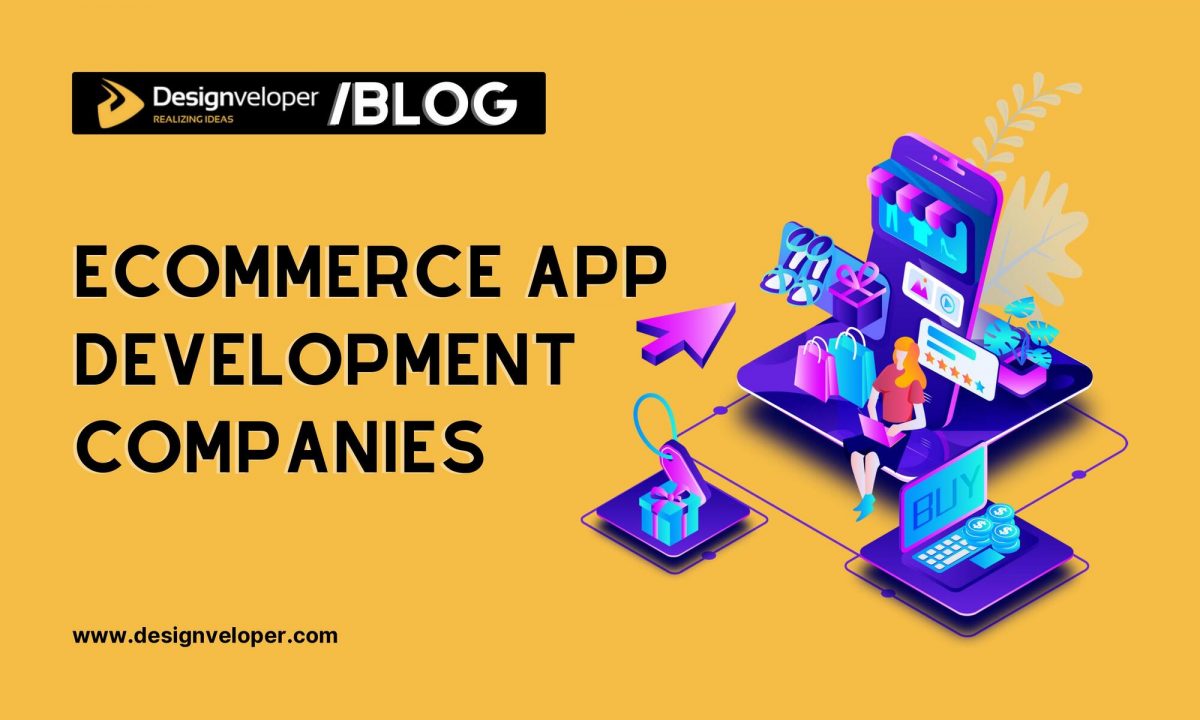 Designveloper /BLOG
REALIZING IDEAS
ECOMMERCE APP
DEVELOPMENT
COMPANIES
BUY
www.designveloper.com